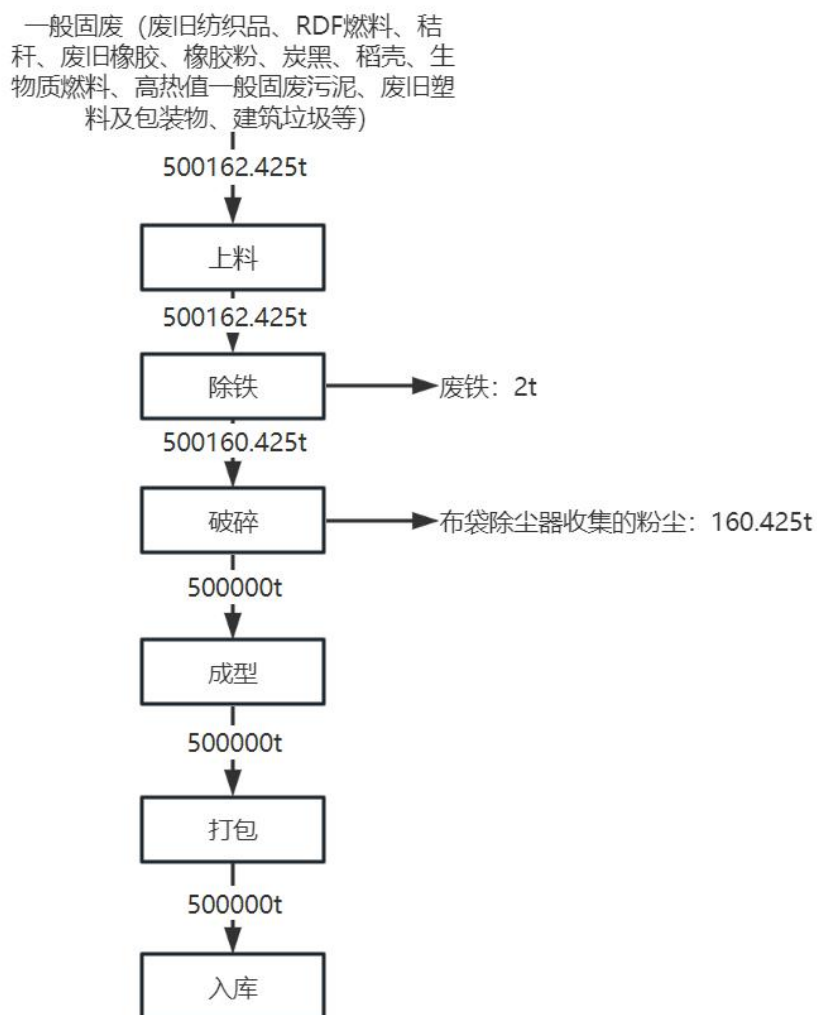 一般固废（废旧纺织品、RDF燃料、秸
秆、废旧橡胶、橡胶粉、炭黑、稻壳、生
物质燃料、高热值一般固废污泥、废旧塑
料及包装物、建筑垃圾等）
500162.425t
上料
500162.425t
除铁
废铁：2t
500160.425t
破碎
布袋除尘器收集的粉尘：160.425t
500000t
成型
500000t
打包
500000t
入库